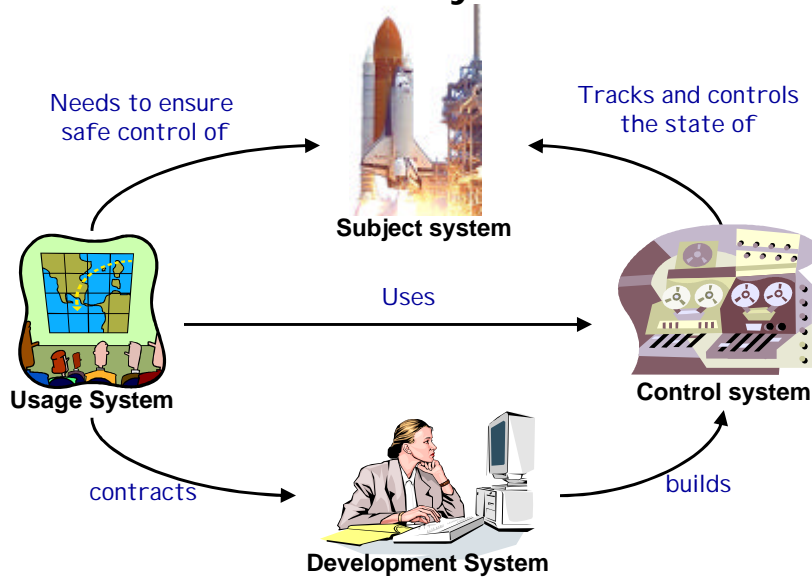 Needs to ensure
safe control of
Tracks and controls
the state of
Subject system
Uses
Usage System
Control system
contracts
builds
Development System